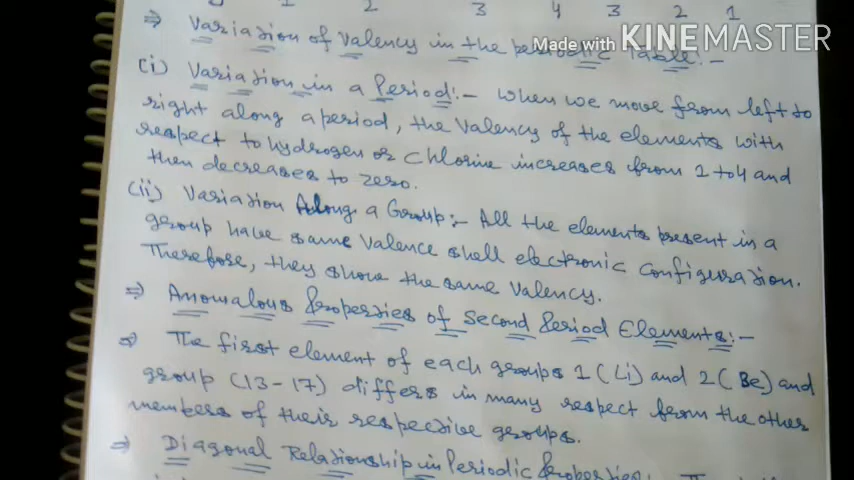 1 2 3 4 3 2 1
⇒ Variation of Valency in the periodic Table:-
Made with KINEMASTER
(i) Variation in a Period:- When we move from left to
right along a period, the Valency of the elements with
respect to hydrogen or Chlorine increases from 1 to 4 and
then decreases to zero.
(ii) Variation Along a Group:- All the elements present in a
group have same Valence shell electronic Configuration.
Therefore, they show the same Valency.
⇒ Anomalous Properties of Second Period Elements:-
⇒ The first element of each groups 1 (Li) and 2 (Be) and
group (13-17) differs in many respect from the other
members of their respective groups.
⇒ Diagonal Relationship in Periodic Properties: